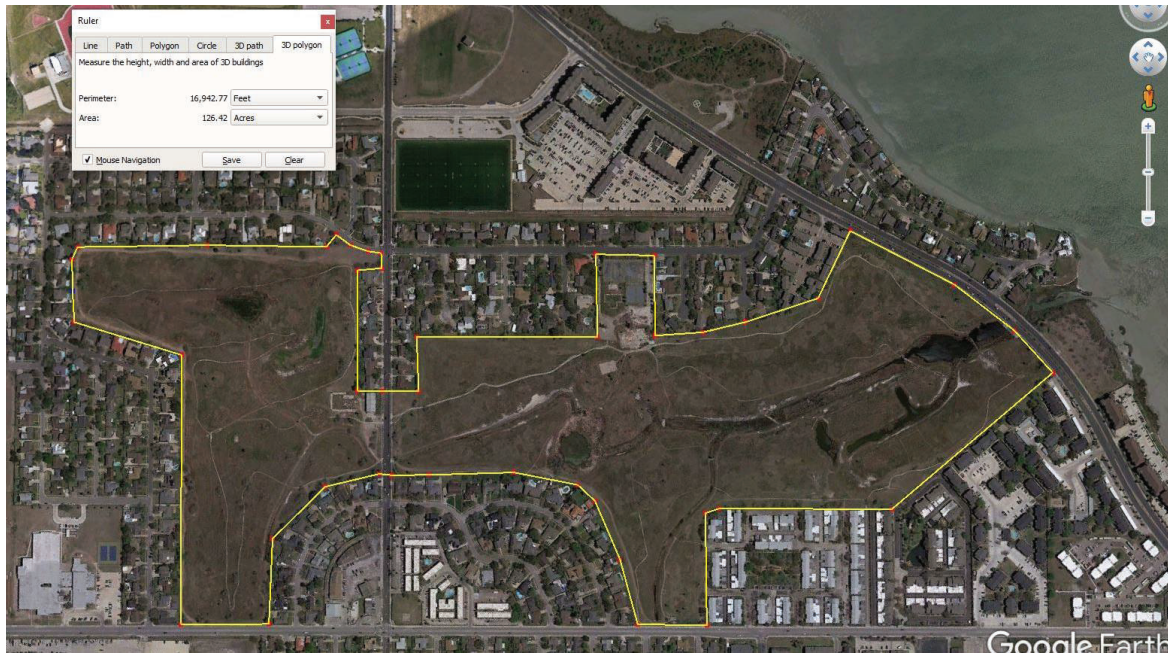 Ruler
x
Line Path Polygon Circle 3D path 3D polygon
Measure the height, width and area of 3D buildings
Perimeter: 16,942.77 Feet
Area: 126.42 Acres
Mouse Navigation Save Clear
Google Earth